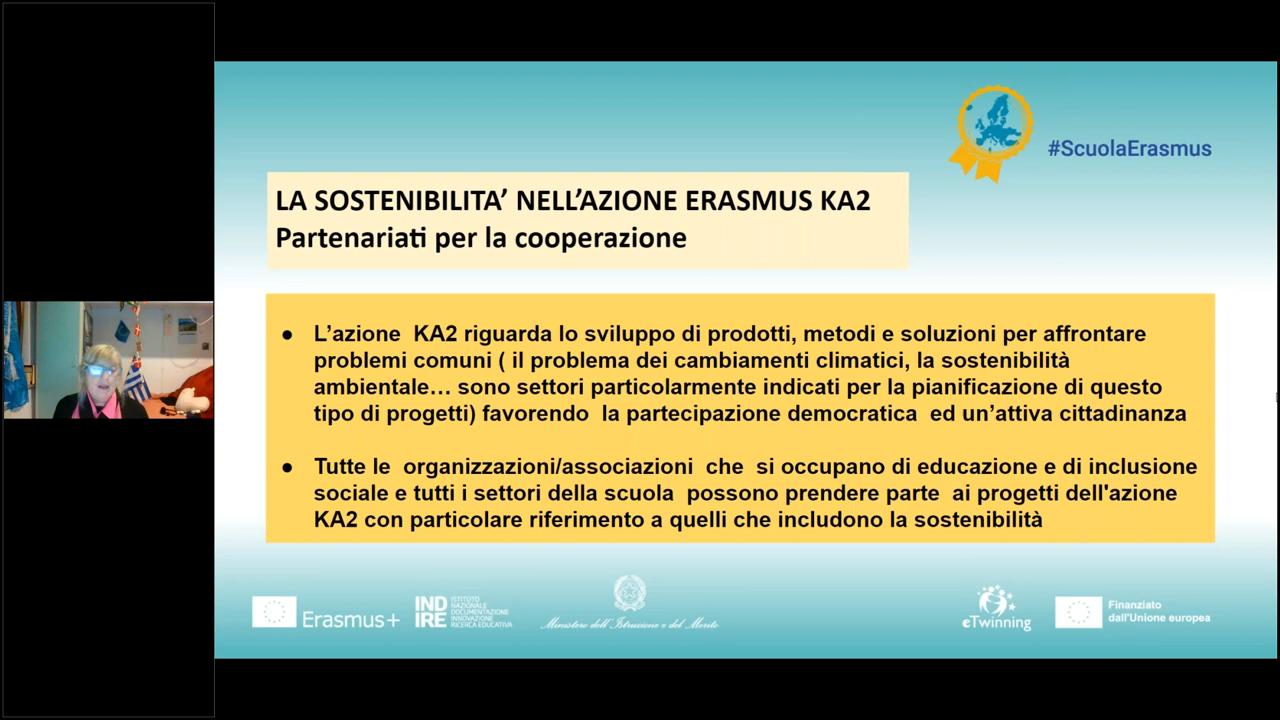 #ScuolaErasmus
LA SOSTENIBILITA’ NELL’AZIONE ERASMUS KA2
Partenariati per la cooperazione
● L’azione KA2 riguarda lo sviluppo di prodotti, metodi e soluzioni per affrontare
problemi comuni ( il problema dei cambiamenti climatici, la sostenibilità
ambientale… sono settori particolarmente indicati per la pianificazione di questo
tipo di progetti) favorendo la partecipazione democratica ed un’attiva cittadinanza
● Tutte le organizzazioni/associazioni che si occupano di educazione e di inclusione
sociale e tutti i settori della scuola possono prendere parte ai progetti dell'azione
KA2 con particolare riferimento a quelli che includono la sostenibilità
Erasmus+
INDIRE
ISTITUTO
NAZIONALE
DOCUMENTAZIONE
INNOVAZIONE
RICERCA EDUCATIVA
Ministero dell'Istruzione e del Merito
eTwinning
Finanziato
dall'Unione europea